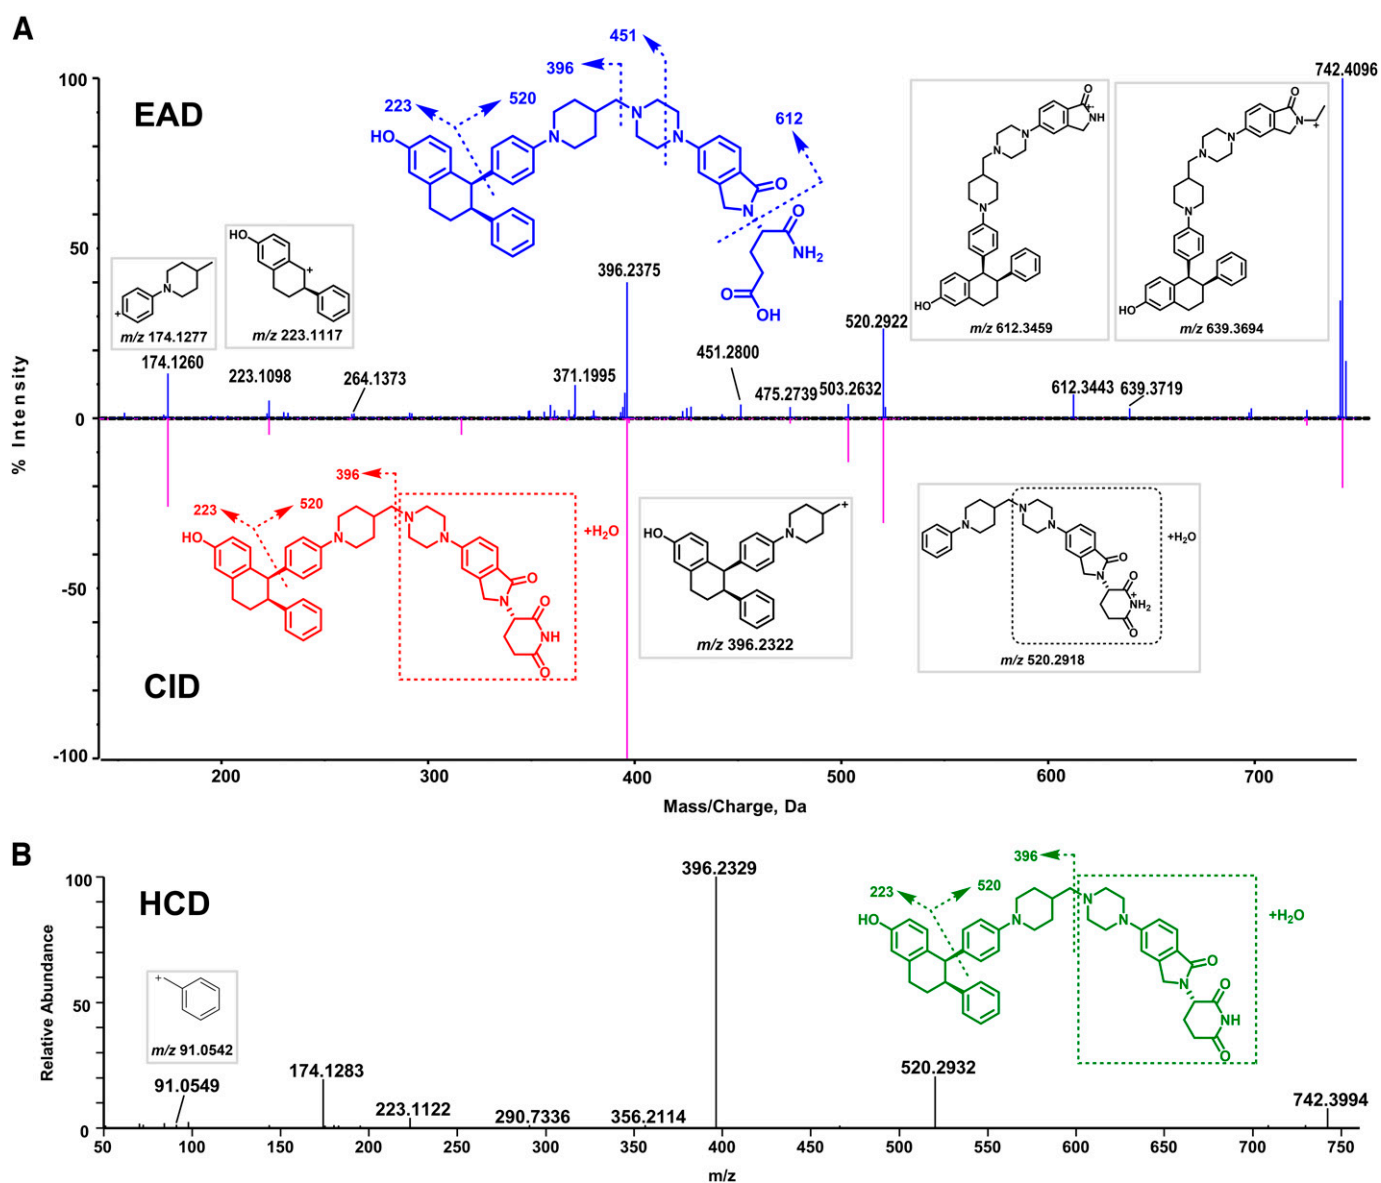 A
EAD
451
396
223
520
612
HO
N
N
N
O
N
O
NH2
O
OH
742.4096
O
NH
N
N
N
HO
m/z 612.3459
O
N
N
N
N
HO
m/z 639.3694
N
m/z 174.1277
HO
m/z 223.1117
174.1260
223.1098
264.1373
371.1995
396.2375
451.2800
475.2739
503.2632
520.2922
612.3443
639.3719
100
50
0
-50
-100
% Intensity
396
223
520
HO
N
N
N
O
N
O
NH
O
+H2O
HO
N
+
m/z 396.2322
N
N
N
O
N
O
+
NH2
O
+H2O
m/z 520.2918
CID
200
300
400
500
600
700
Mass/Charge, Da
B
HCD
396.2329
396
223
520
HO
N
N
N
O
N
O
NH
O
+H2O
+
m/z 91.0542
91.0549
174.1283
223.1122
290.7336
356.2114
520.2932
742.3994
100
50
0
Relative Abundance
50
100
150
200
250
300
350
400
450
500
550
600
650
700
750
m/z